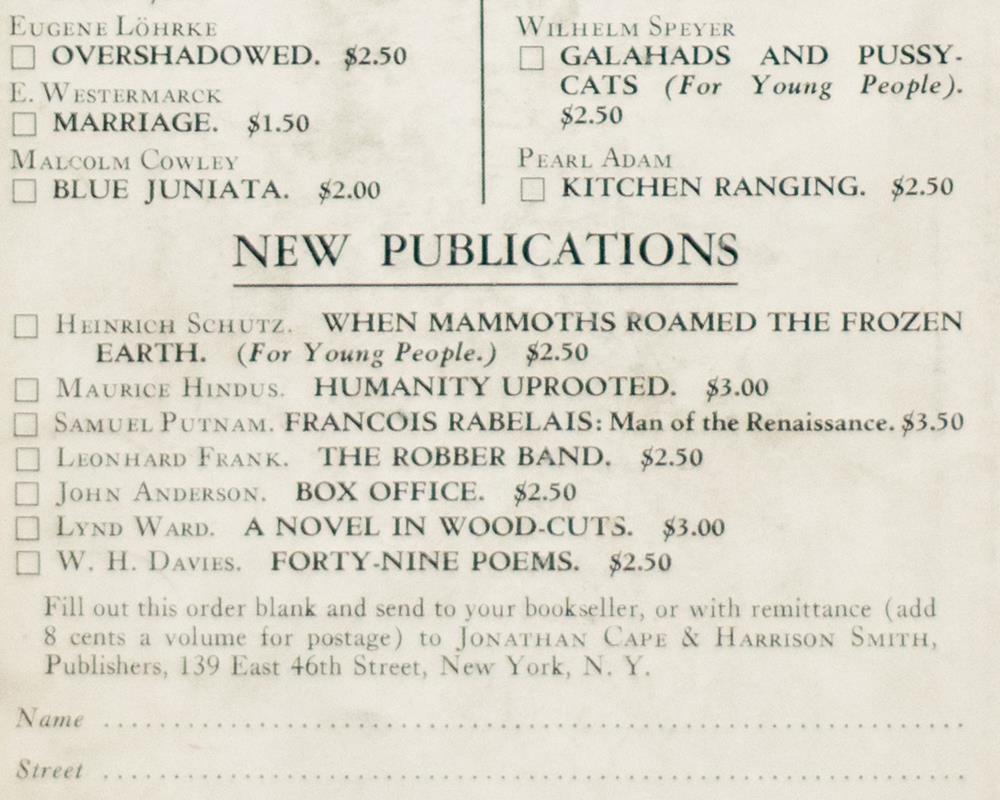 EUGENE LÖHRKE
□ OVERSHADOWED. $2.50
E. WESTERMARCK
□ MARRIAGE. $1.50
MALCOLM COWLEY
□ BLUE JUNIATA. $2.00
WILHELM SPEYER
□ GALAHADS AND PUSSY-
CATS (For Young People).
$2.50
PEARL ADAM
□ KITCHEN RANGING. $2.50
NEW PUBLICATIONS
□ HEINRICH SCHUTZ. WHEN MAMMOTHS ROAMED THE FROZEN
EARTH. (For Young People.) $2.50
□ MAURICE HINDUS. HUMANITY UPROOTED. $3.00
□ SAMUEL PUTNAM. FRANCOIS RABELAIS: Man of the Renaissance. $3.50
□ LEONHARD FRANK. THE ROBBER BAND. $2.50
□ JOHN ANDERSON. BOX OFFICE. $2.50
□ LYND WARD. A NOVEL IN WOOD-CUTS. $3.00
□ W. H. DAVIES. FORTY-NINE POEMS. $2.50
Fill out this order blank and send to your bookseller, or with remittance (add
8 cents a volume for postage) to JONATHAN CAPE & HARRISON SMITH,
Publishers, 139 East 46th Street, New York, N. Y.
Name
Street